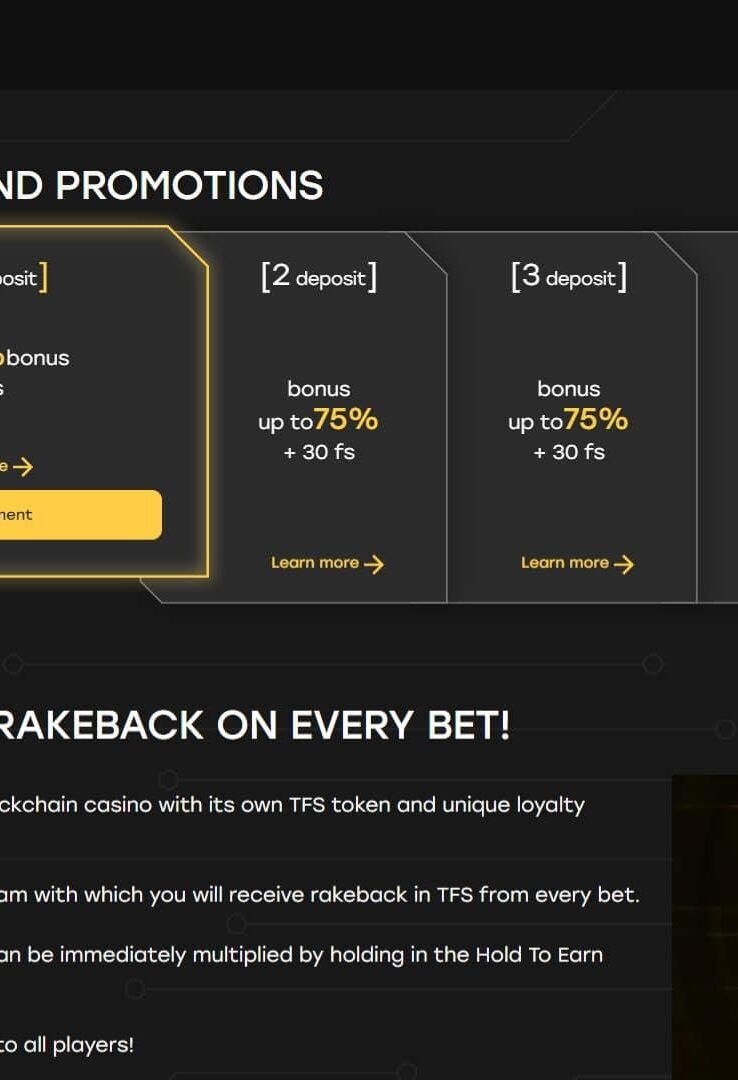 ND PROMOTIONS
posit]
bonus
s
e →
ment
[2 deposit]
bonus
up to75%
+ 30 fs
Learn more →
[3 deposit]
bonus
up to75%
+ 30 fs
Learn more →
RAKEBACK ON EVERY BET!
ckchain casino with its own TFS token and unique loyalty
am with which you will receive rakeback in TFS from every bet.
an be immediately multiplied by holding in the Hold To Earn
to all players!